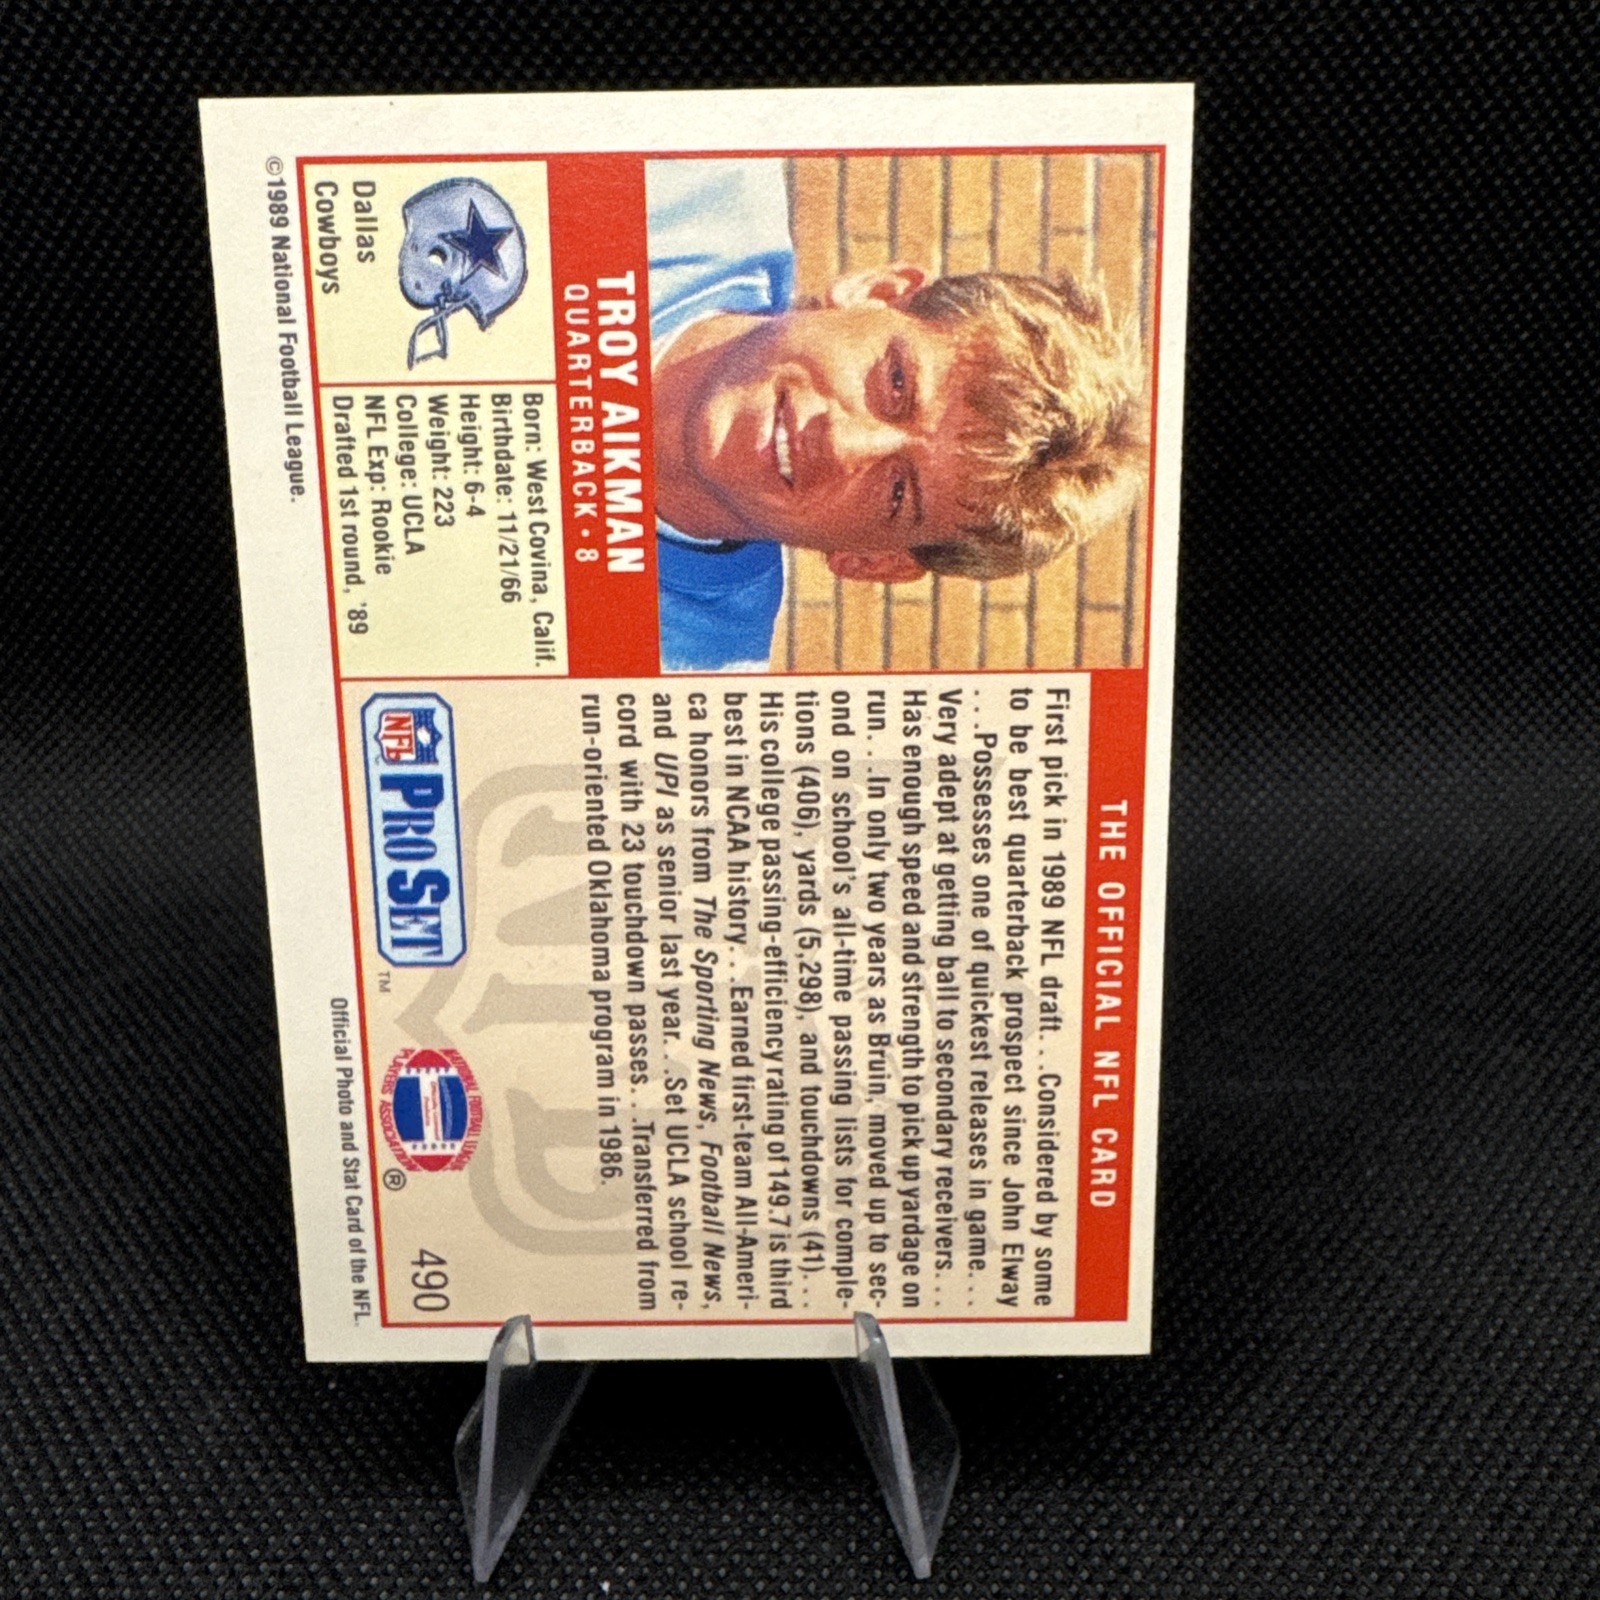 THE OFFICIAL NFL CARD
TROY AIKMAN
QUARTERBACK • 8
Dallas
Cowboys
Born: West Covina, Calif.
Birthdate: 11/21/66
Height: 6-4
Weight: 223
College: UCLA
NFL Exp: Rookie
Drafted 1st round, '89
First pick in 1989 NFL draft. . .Considered by some
to be best quarterback prospect since John Elway
. . .Possesses one of quickest releases in game. . .
Very adept at getting ball to secondary receivers. . .
Has enough speed and strength to pick up yardage on
run. . .In only two years as Bruin, moved up to sec-
ond on school's all-time passing lists for comple-
tions (406), yards (5,298), and touchdowns (41). . .
His college passing-efficiency rating of 149.7 is third
best in NCAA history. . .Earned first-team All-Ameri-
ca honors from The Sporting News, Football News,
and UPI as senior last year. . .Set UCLA school re-
cord with 23 touchdown passes. . .Transferred from
run-oriented Oklahoma program in 1986.
NFL PRO SET ™
NATIONAL FOOTBALL LEAGUE
PLAYERS ASSOCIATION ®
490
©1989 National Football League.
Official Photo and Stat Card of the NFL.